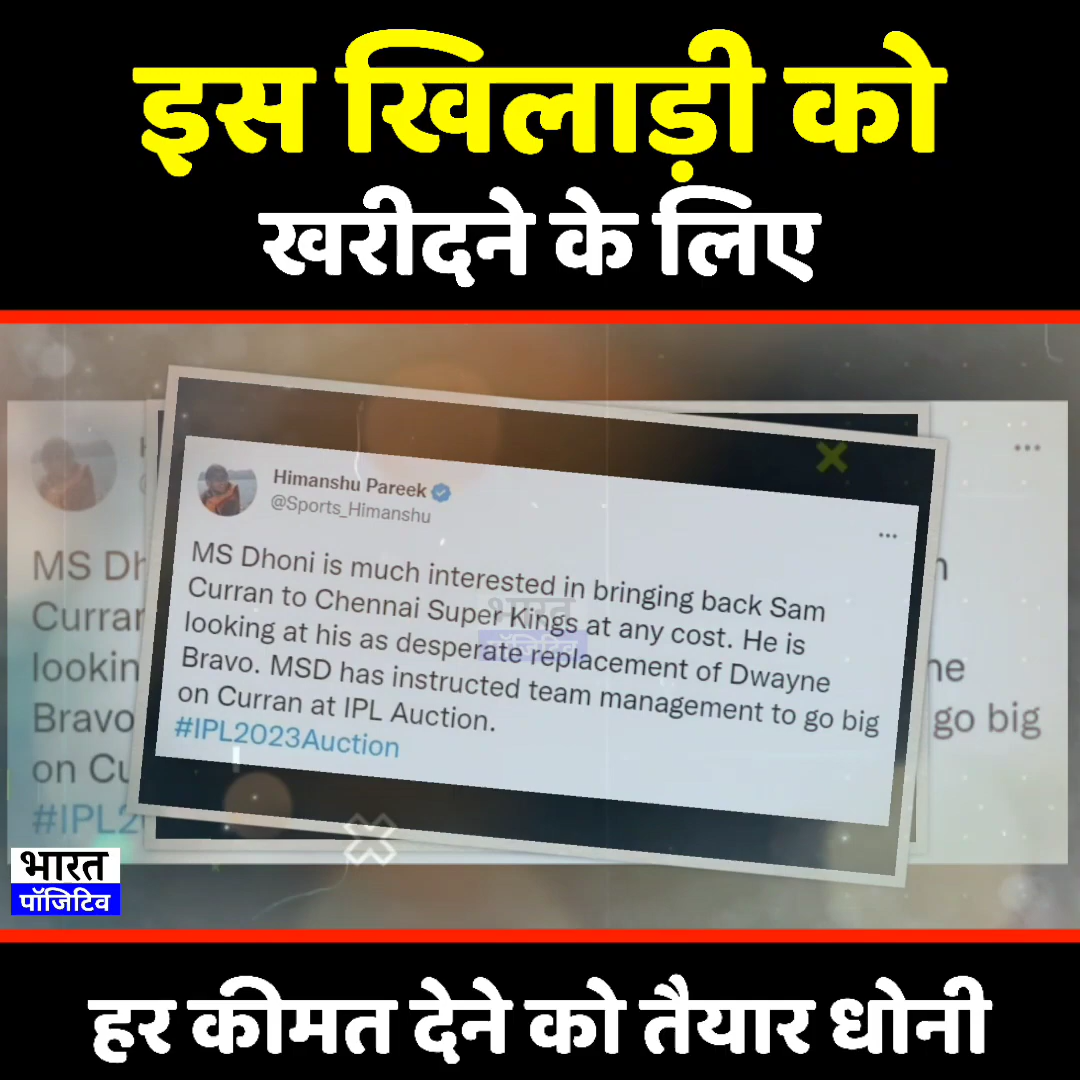 इस खिलाड़ी को
खरीदने के लिए
Himanshu Pareek
@Sports_Himanshu
MS Dhoni is much interested in bringing back Sam
Curran to Chennai Super Kings at any cost. He is
looking at his as desperate replacement of Dwayne
Bravo. MSD has instructed team management to go big
on Curran at IPL Auction.
#IPL2023Auction
भारत
पॉजिटिव
MS Dh
Curran
lookin
Bravo
go big
on Cu
#IPL2
भारत
पॉजिटिव
हर कीमत देने को तैयार धोनी